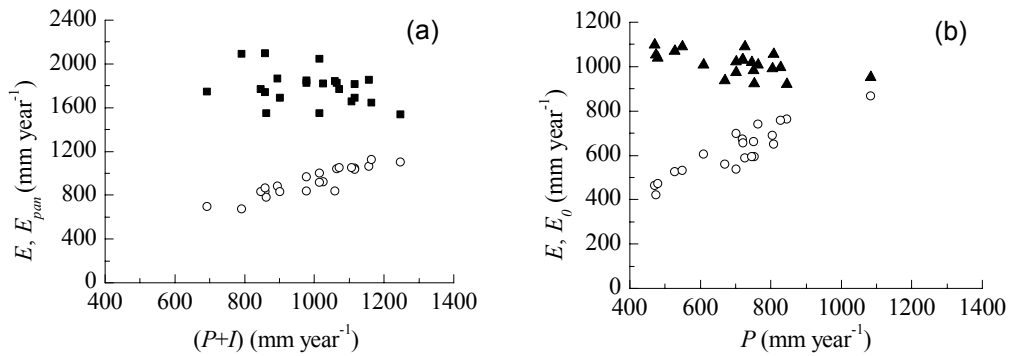 (a)
2400
2000
1600
1200
800
400
0
E, E_pan (mm year⁻¹)
400 600 800 1000 1200 1400
(P+I) (mm year⁻¹)
(b)
1200
1000
800
600
400
200
0
E, E_0 (mm year⁻¹)
400 600 800 1000 1200 1400
P (mm year⁻¹)